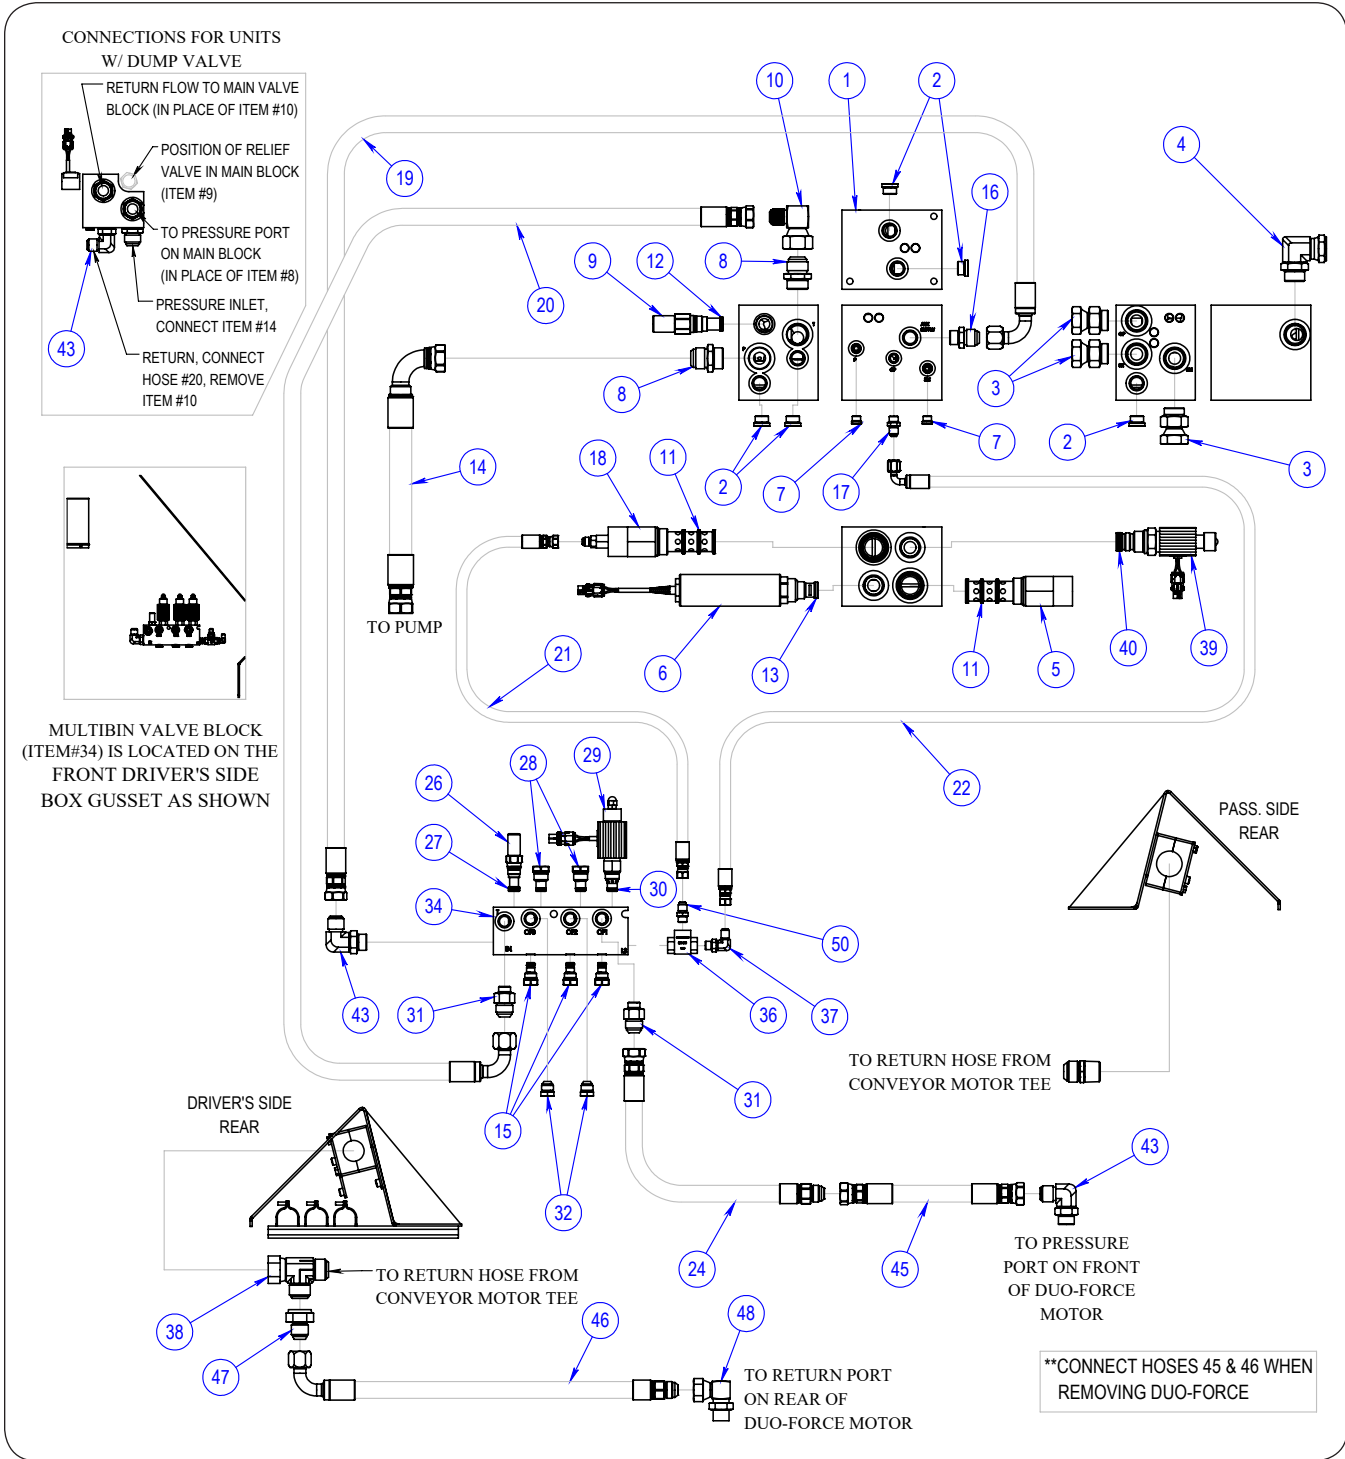 CONNECTIONS FOR UNITS
W/ DUMP VALVE
RETURN FLOW TO MAIN VALVE
BLOCK (IN PLACE OF ITEM #10)
POSITION OF RELIEF
VALVE IN MAIN BLOCK
(ITEM #9)
TO PRESSURE PORT
ON MAIN BLOCK
(IN PLACE OF ITEM #8)
PRESSURE INLET,
CONNECT ITEM #14
RETURN, CONNECT
HOSE #20, REMOVE
ITEM #10
43
10
1
2
4
19
16
9
12
8
20
8
3
14
18
11
2
7
17
7
2
3
TO PUMP
6
13
11
5
40
39
21
22
MULTIBIN VALVE BLOCK
(ITEM#34) IS LOCATED ON THE
FRONT DRIVER'S SIDE
BOX GUSSET AS SHOWN
26
28
29
27
30
34
50
43
31
36
37
PASS. SIDE
REAR
TO RETURN HOSE FROM
CONVEYOR MOTOR TEE
31
15
32
DRIVER'S SIDE
REAR
43
24
45
TO PRESSURE
PORT ON FRONT
OF DUO-FORCE
MOTOR
TO RETURN HOSE FROM
CONVEYOR MOTOR TEE
38
47
46
48
TO RETURN PORT
ON REAR OF
DUO-FORCE MOTOR
**CONNECT HOSES 45 & 46 WHEN
REMOVING DUO-FORCE